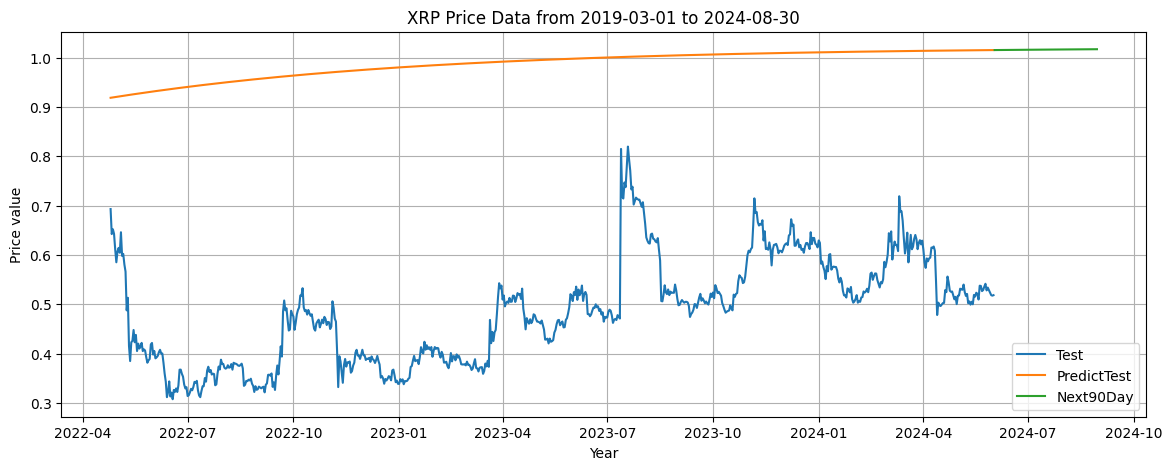 XRP Price Data from 2019-03-01 to 2024-08-30
Price value
1.0
0.9
0.8
0.7
0.6
0.5
0.4
0.3
Test
PredictTest
Next90Day
2022-04 2022-07 2022-10 2023-01 2023-04 2023-07 2023-10 2024-01 2024-04 2024-07 2024-10
Year